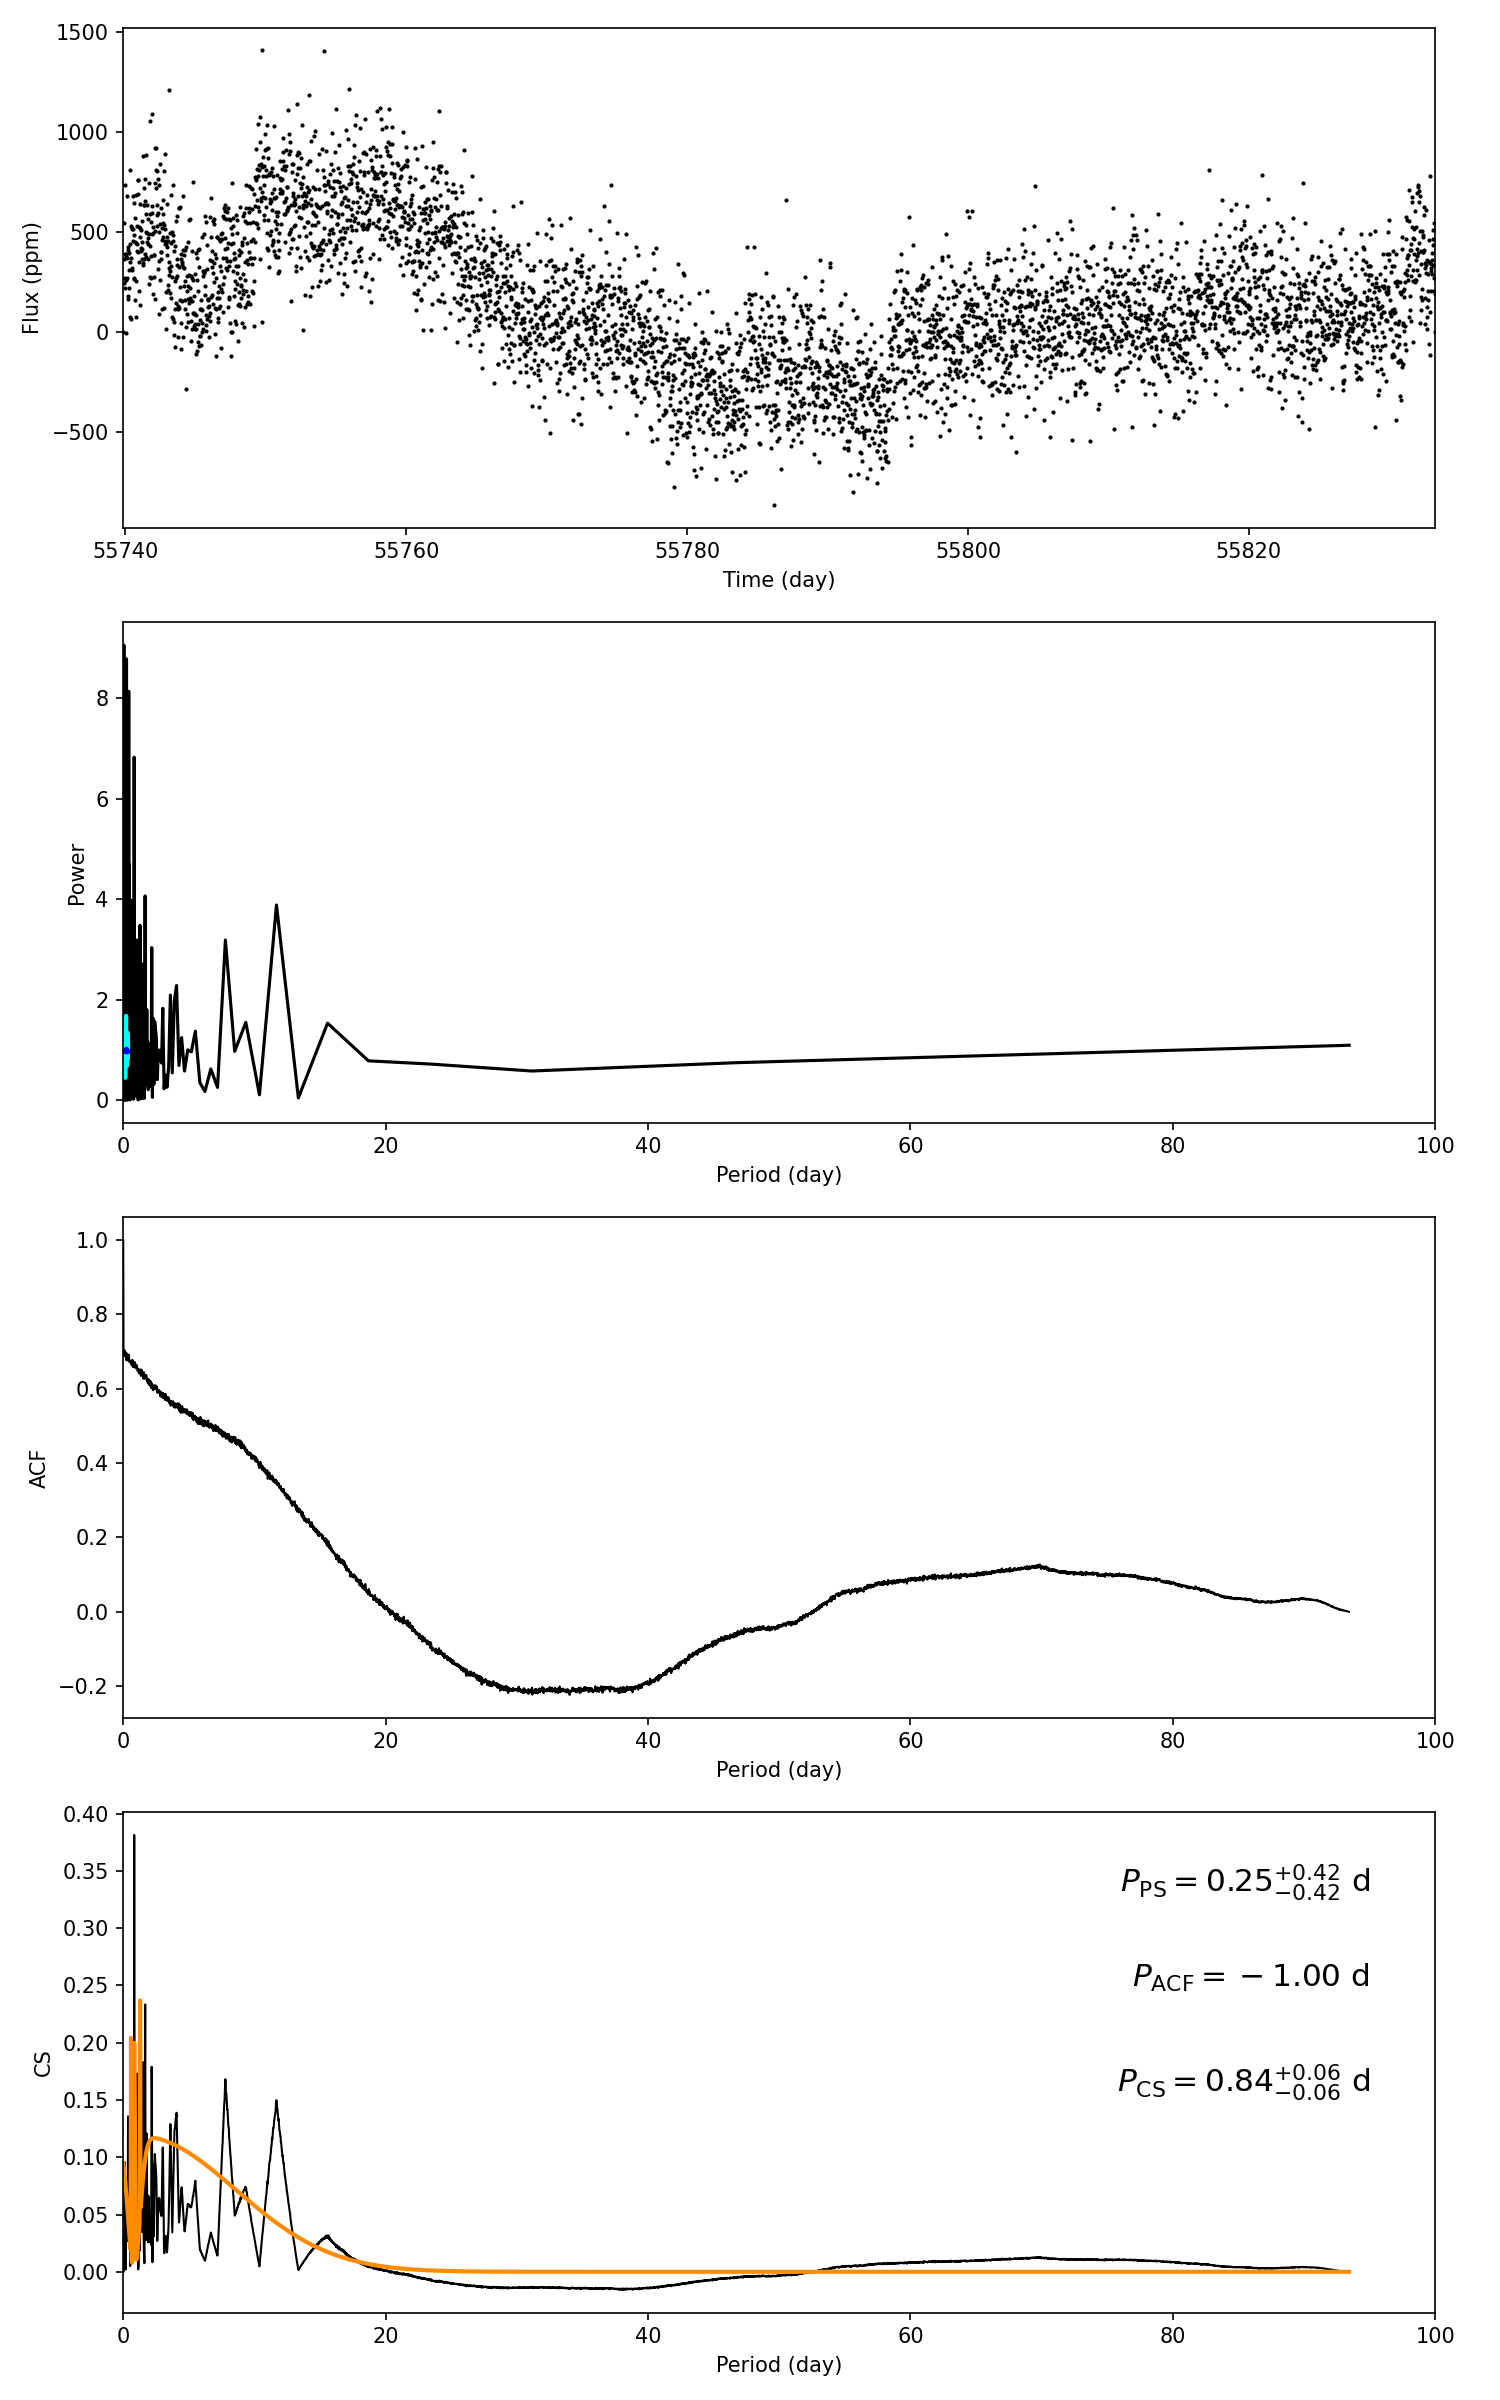 1500
1000
500
0
−500
Flux (ppm)
55740 55760 55780 55800 55820
Time (day)
8
6
4
2
0
Power
0 20 40 60 80 100
Period (day)
1.0
0.8
0.6
0.4
0.2
0.0
−0.2
ACF
0 20 40 60 80 100
Period (day)
0.40
0.35
0.30
0.25
0.20
0.15
0.10
0.05
0.00
CS
P_PS = 0.25^{+0.42}_{−0.42} d
P_ACF = −1.00 d
P_CS = 0.84^{+0.06}_{−0.06} d
0 20 40 60 80 100
Period (day)